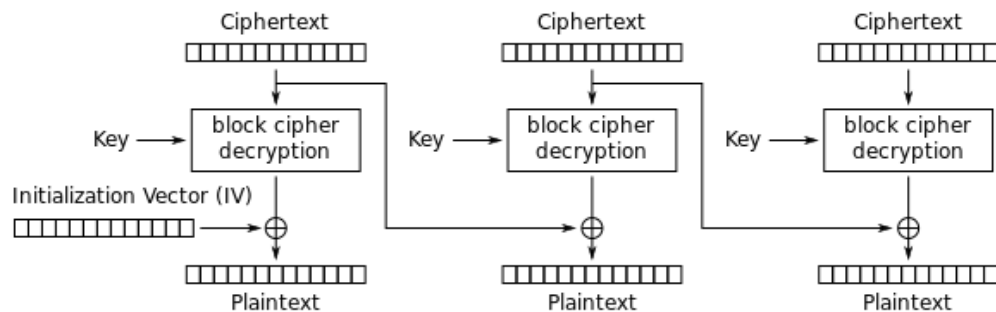 Ciphertext
Ciphertext
Ciphertext
Key
block cipher
decryption
Key
block cipher
decryption
Key
block cipher
decryption
Initialization Vector (IV)
Plaintext
Plaintext
Plaintext